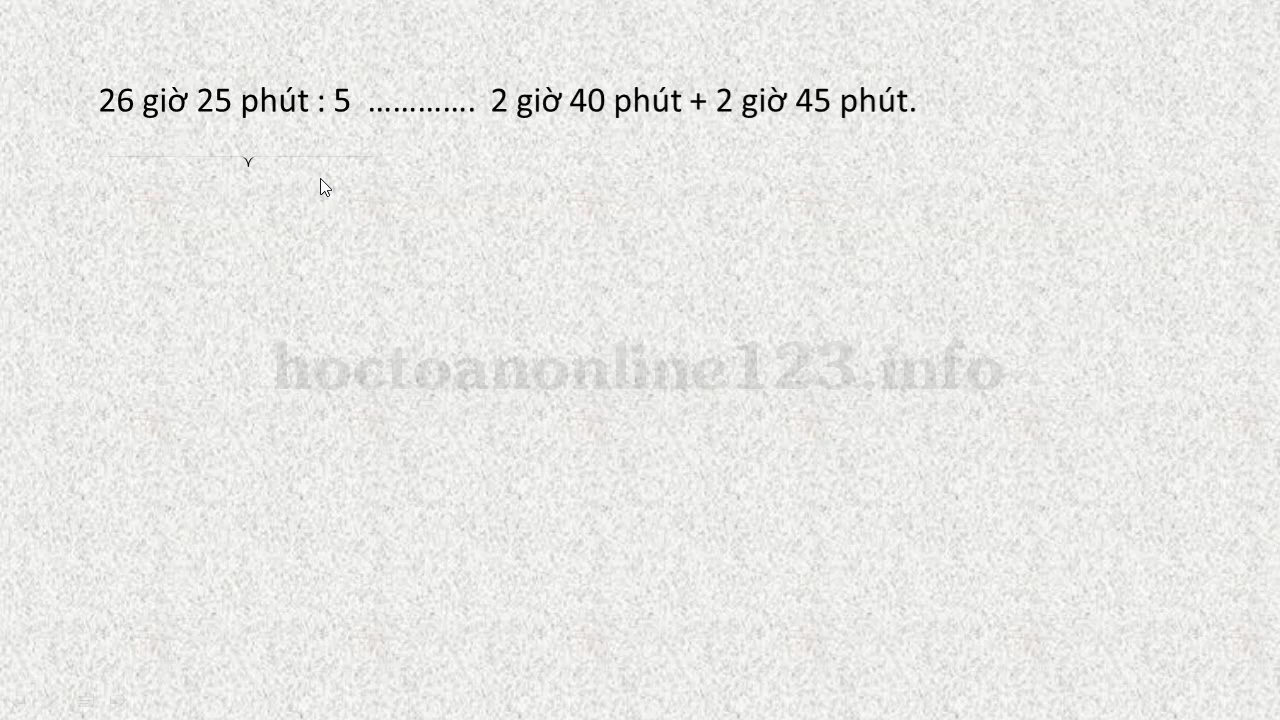 26 giờ 25 phút : 5 ............. 2 giờ 40 phút + 2 giờ 45 phút.
hoctoanonline123.info